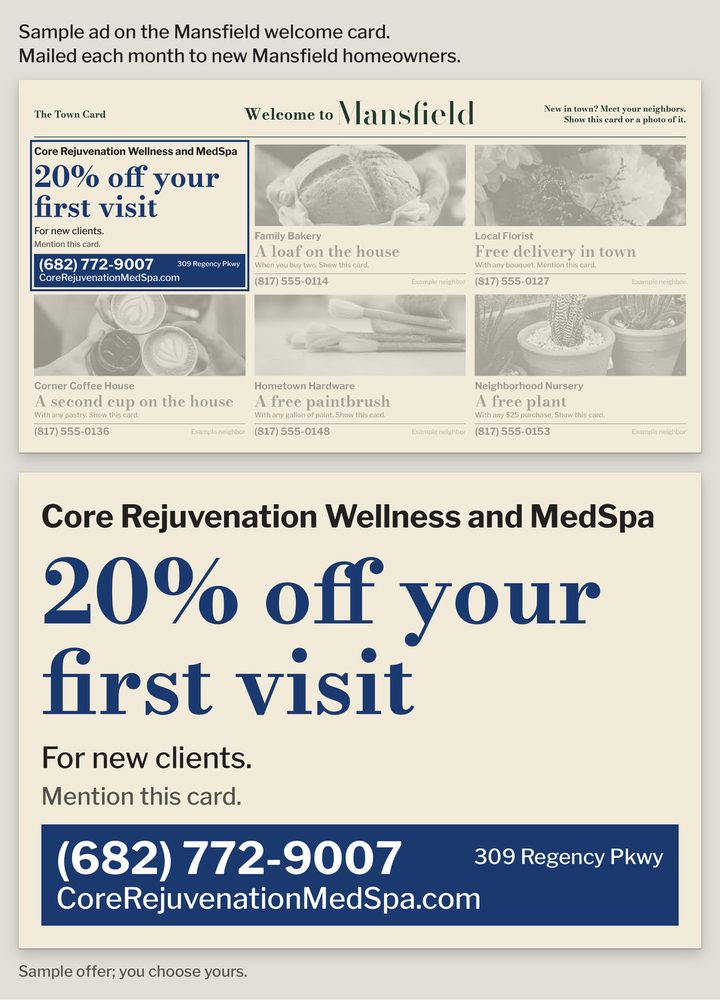 Sample ad on the Mansfield welcome card.
Mailed each month to new Mansfield homeowners.
The Town Card
Welcome to Mansfield
New in town? Meet your neighbors.
Show this card or a photo of it.
Core Rejuvenation Wellness and MedSpa
20% off your
first visit
For new clients.
Mention this card.
(682) 772-9007
309 Regency Pkwy
CoreRejuvenationMedSpa.com
Family Bakery
A loaf on the house
When you buy two. Show this card.
(817) 555-0114
Example neighbor
Local Florist
Free delivery in town
With any bouquet. Mention this card.
(817) 555-0127
Example neighbor
Corner Coffee House
A second cup on the house
With any pastry. Show this card.
(817) 555-0136
Example neighbor
Hometown Hardware
A free paintbrush
With any gallon of paint. Show this card.
(817) 555-0148
Example neighbor
Neighborhood Nursery
A free plant
With any $25 purchase. Show this card.
(817) 555-0153
Example neighbor
Core Rejuvenation Wellness and MedSpa
20% off your
first visit
For new clients.
Mention this card.
(682) 772-9007
309 Regency Pkwy
CoreRejuvenationMedSpa.com
Sample offer; you choose yours.